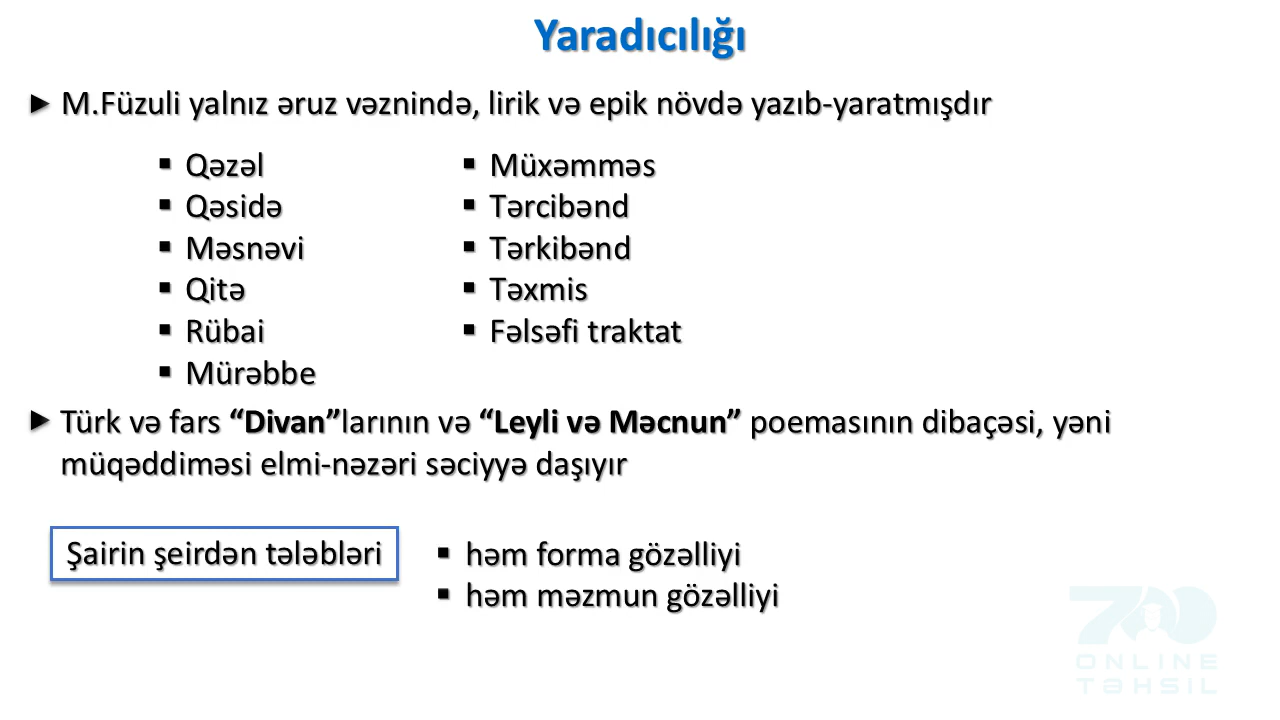 Yaradıcılığı
► M.Füzuli yalnız əruz vəznində, lirik və epik növdə yazıb-yaratmışdır
▪ Qəzəl
▪ Qəsidə
▪ Məsnəvi
▪ Qitə
▪ Rübai
▪ Mürəbbe
▪ Müxəmməs
▪ Tərcibənd
▪ Tərkibənd
▪ Təxmis
▪ Fəlsəfi traktat
► Türk və fars “Divan”larının və “Leyli və Məcnun” poemasının dibaçəsi, yəni
müqəddiməsi elmi-nəzəri səciyyə daşıyır
Şairin şeirdən tələbləri
▪ həm forma gözəlliyi
▪ həm məzmun gözəlliyi
700
ONLINE
TƏHSIL